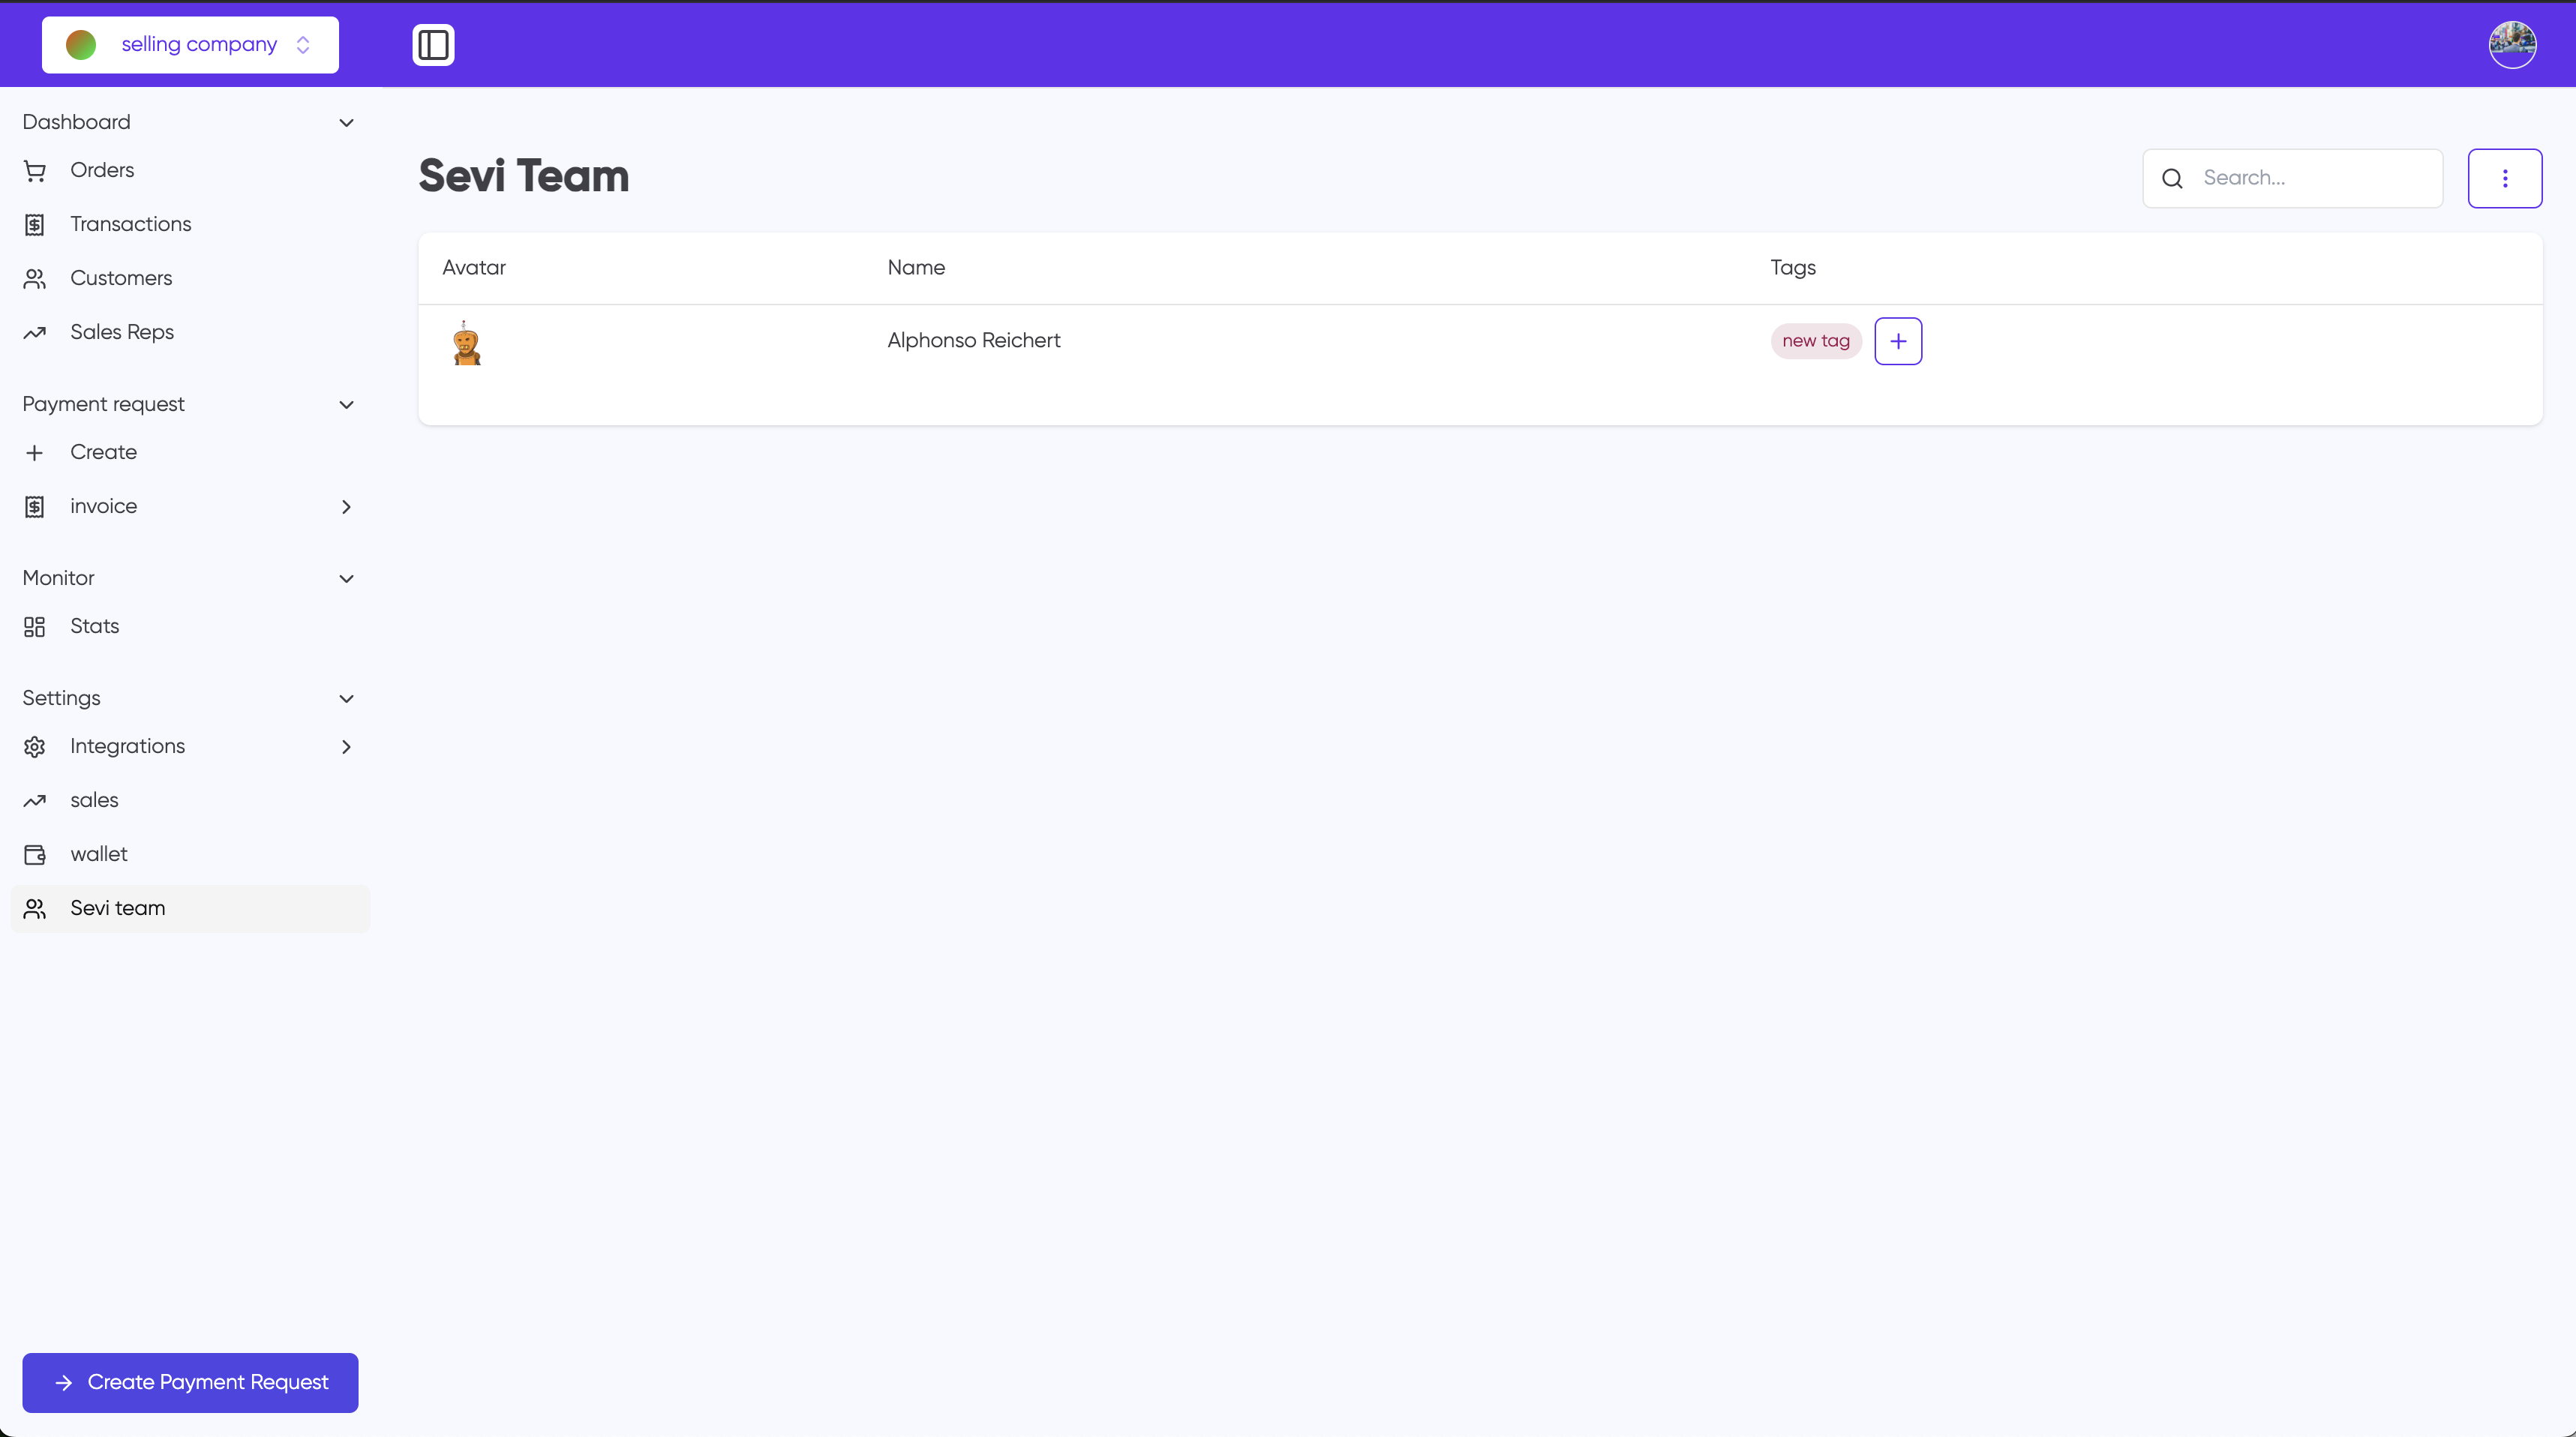 selling company
Dashboard
Orders
Transactions
Customers
Sales Reps
Payment request
Create
invoice
Monitor
Stats
Settings
Integrations
sales
wallet
Sevi team
Create Payment Request
Sevi Team
Search...
Avatar Name Tags
Alphonso Reichert new tag